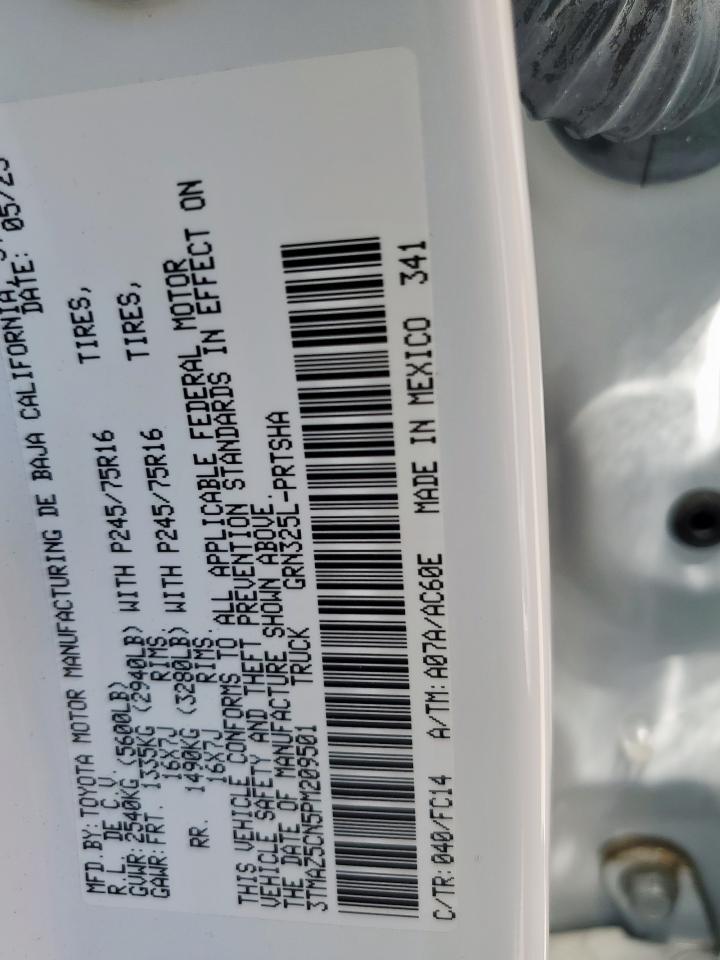 MFD.BY:TOYOTA MOTOR MANUFACTURING DE BAJA CALIFORNIA,
R.L. DE C.V. DATE: 05/23
GVWR:2540KG (5600LB)
GAWR:FRT. 1335KG (2940LB) WITH P245/75R16 TIRES,
16X7J RIMS,
RR. 1490KG (3280LB) WITH P245/75R16 TIRES,
16X7J RIMS.
THIS VEHICLE CONFORMS TO ALL APPLICABLE FEDERAL MOTOR
VEHICLE SAFETY AND THEFT PREVENTION STANDARDS IN EFFECT ON
THE DATE OF MANUFACTURE SHOWN ABOVE.
3TMAZ5CN5PM209501 TRUCK GRN325L-PRTSHA
C/TR:040/FC14 A/TM:A07A/AC60E MADE IN MEXICO 341